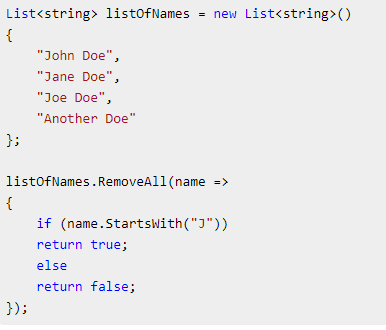 List<string> listOfNames = new List<string>()
{
    "John Doe",
    "Jane Doe",
    "Joe Doe",
    "Another Doe"
};

listOfNames.RemoveAll(name =>
{
    if (name.StartsWith("J"))
    return true;
    else
    return false;
});